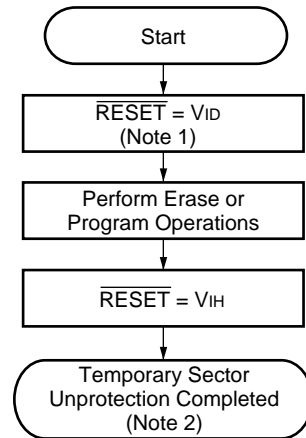 Start
RESET = VID
(Note 1)
Perform Erase or
Program Operations
RESET = VIH
Temporary Sector
Unprotection Completed
(Note 2)